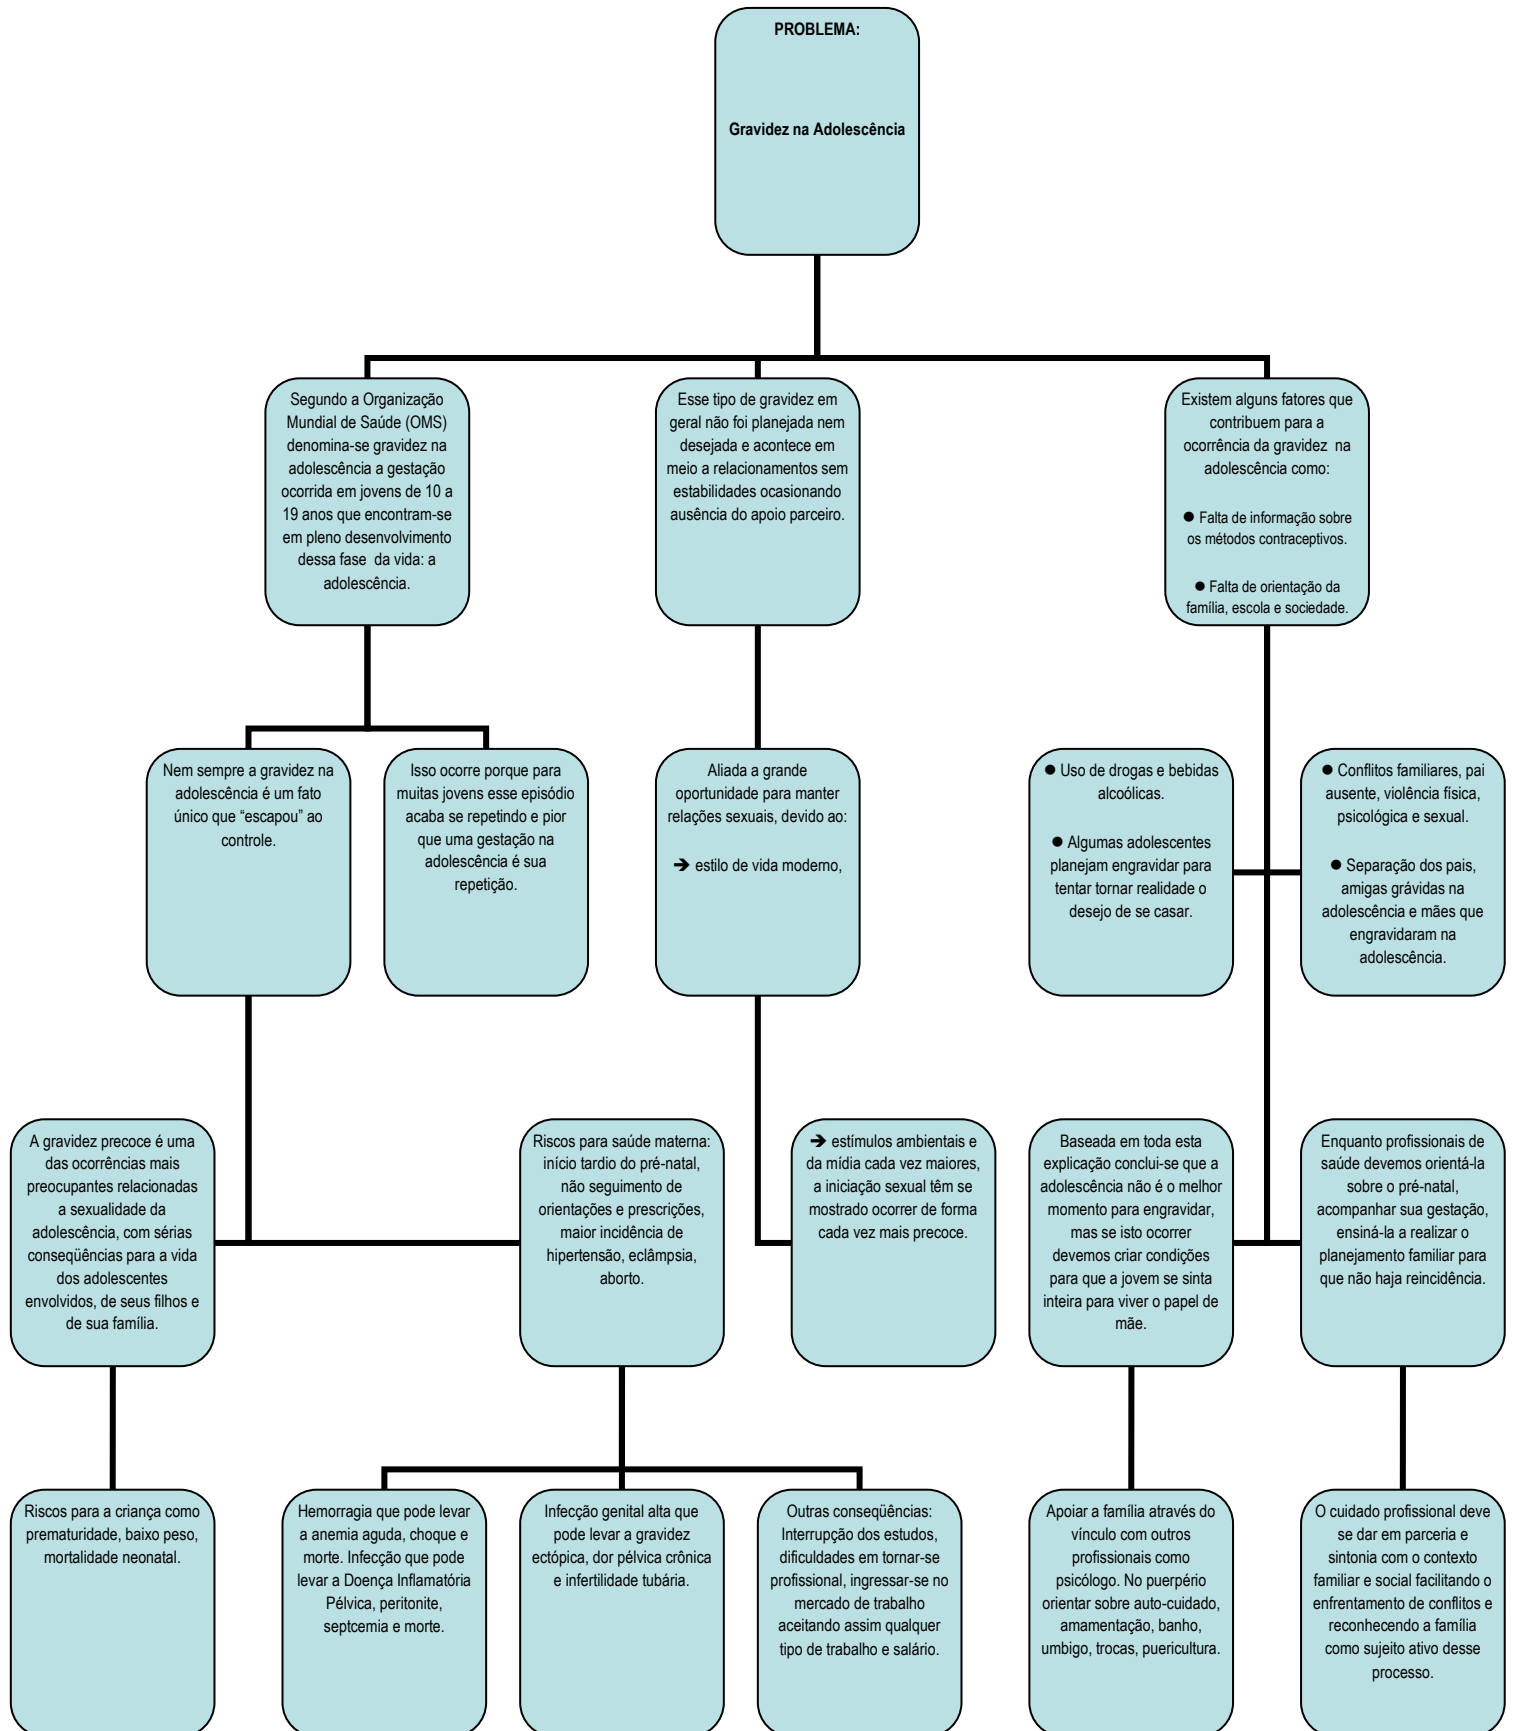 PROBLEMA:
Gravidez na Adolescência
Segundo a Organização
Mundial de Saúde (OMS)
denomina-se gravidez na
adolescência a gestação
ocorrida em jovens de 10 a
19 anos que encontram-se
em pleno desenvolvimento
dessa fase da vida: a
adolescência.
Esse tipo de gravidez em
geral não foi planejada nem
desejada e acontece em
meio a relacionamentos sem
estabilidades ocasionando
ausência do apoio parceiro.
Existem alguns fatores que
contribuem para a
ocorrência da gravidez na
adolescência como:
● Falta de informação sobre
os métodos contraceptivos.
● Falta de orientação da
família, escola e sociedade.
Nem sempre a gravidez na
adolescência é um fato
único que “escapou” ao
controle.
Isso ocorre porque para
muitas jovens esse episódio
acaba se repetindo e pior
que uma gestação na
adolescência é sua
repetição.
Aliada a grande
oportunidade para manter
relações sexuais, devido ao:
➔ estilo de vida moderno,
● Uso de drogas e bebidas
alcoólicas.
● Algumas adolescentes
planejam engravidar para
tentar tornar realidade o
desejo de se casar.
● Conflitos familiares, pai
ausente, violência física,
psicológica e sexual.
● Separação dos pais,
amigas grávidas na
adolescência e mães que
engravidaram na
adolescência.
A gravidez precoce é uma
das ocorrências mais
preocupantes relacionadas
a sexualidade da
adolescência, com sérias
conseqüências para a vida
dos adolescentes
envolvidos, de seus filhos e
de sua família.
Riscos para saúde materna:
início tardio do pré-natal,
não seguimento de
orientações e prescrições,
maior incidência de
hipertensão, eclâmpsia,
aborto.
➔ estímulos ambientais e
da mídia cada vez maiores,
a iniciação sexual têm se
mostrado ocorrer de forma
cada vez mais precoce.
Baseada em toda esta
explicação conclui-se que a
adolescência não é o melhor
momento para engravidar,
mas se isto ocorrer
devemos criar condições
para que a jovem se sinta
inteira para viver o papel de
mãe.
Enquanto profissionais de
saúde devemos orientá-la
sobre o pré-natal,
acompanhar sua gestação,
ensiná-la a realizar o
planejamento familiar para
que não haja reincidência.
Riscos para a criança como
prematuridade, baixo peso,
mortalidade neonatal.
Hemorragia que pode levar
a anemia aguda, choque e
morte. Infecção que pode
levar a Doença Inflamatória
Pélvica, peritonite,
septcemia e morte.
Infecção genital alta que
pode levar a gravidez
ectópica, dor pélvica crônica
e infertilidade tubária.
Outras conseqüências:
Interrupção dos estudos,
dificuldades em tornar-se
profissional, ingressar-se no
mercado de trabalho
aceitando assim qualquer
tipo de trabalho e salário.
Apoiar a família através do
vínculo com outros
profissionais como
psicólogo. No puerpério
orientar sobre auto-cuidado,
amamentação, banho,
umbigo, trocas, puericultura.
O cuidado profissional deve
se dar em parceria e
sintonia com o contexto
familiar e social facilitando o
enfrentamento de conflitos e
reconhecendo a família
como sujeito ativo desse
processo.